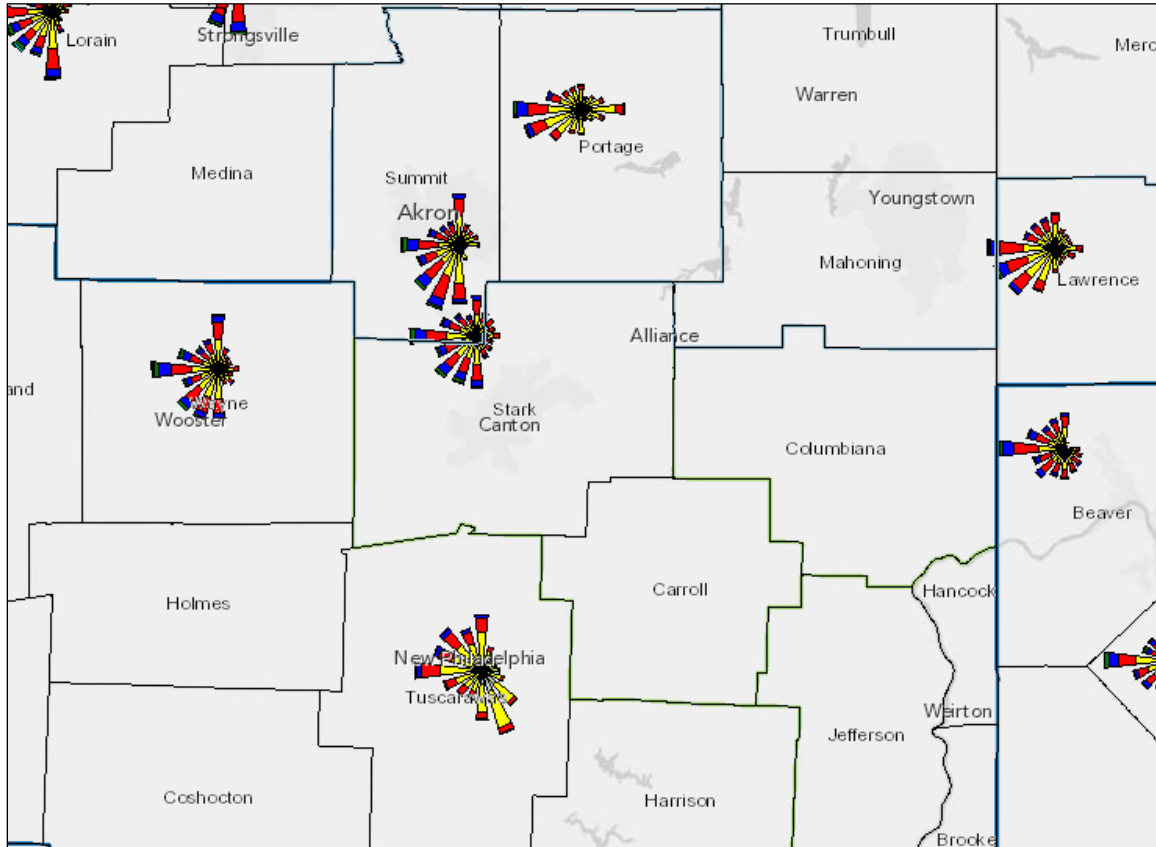 Lorain
Strongsville
Trumbull
Merc
Warren
Portage
Medina
Summit
Akron
Youngstown
Mahoning
Lawrence
Alliance
and
Wooster
Stark
Canton
Columbiana
Beaver
Holmes
Carroll
Hancock
New Philadelphia
Weirton
Jefferson
Coshocton
Harrison
Brooke